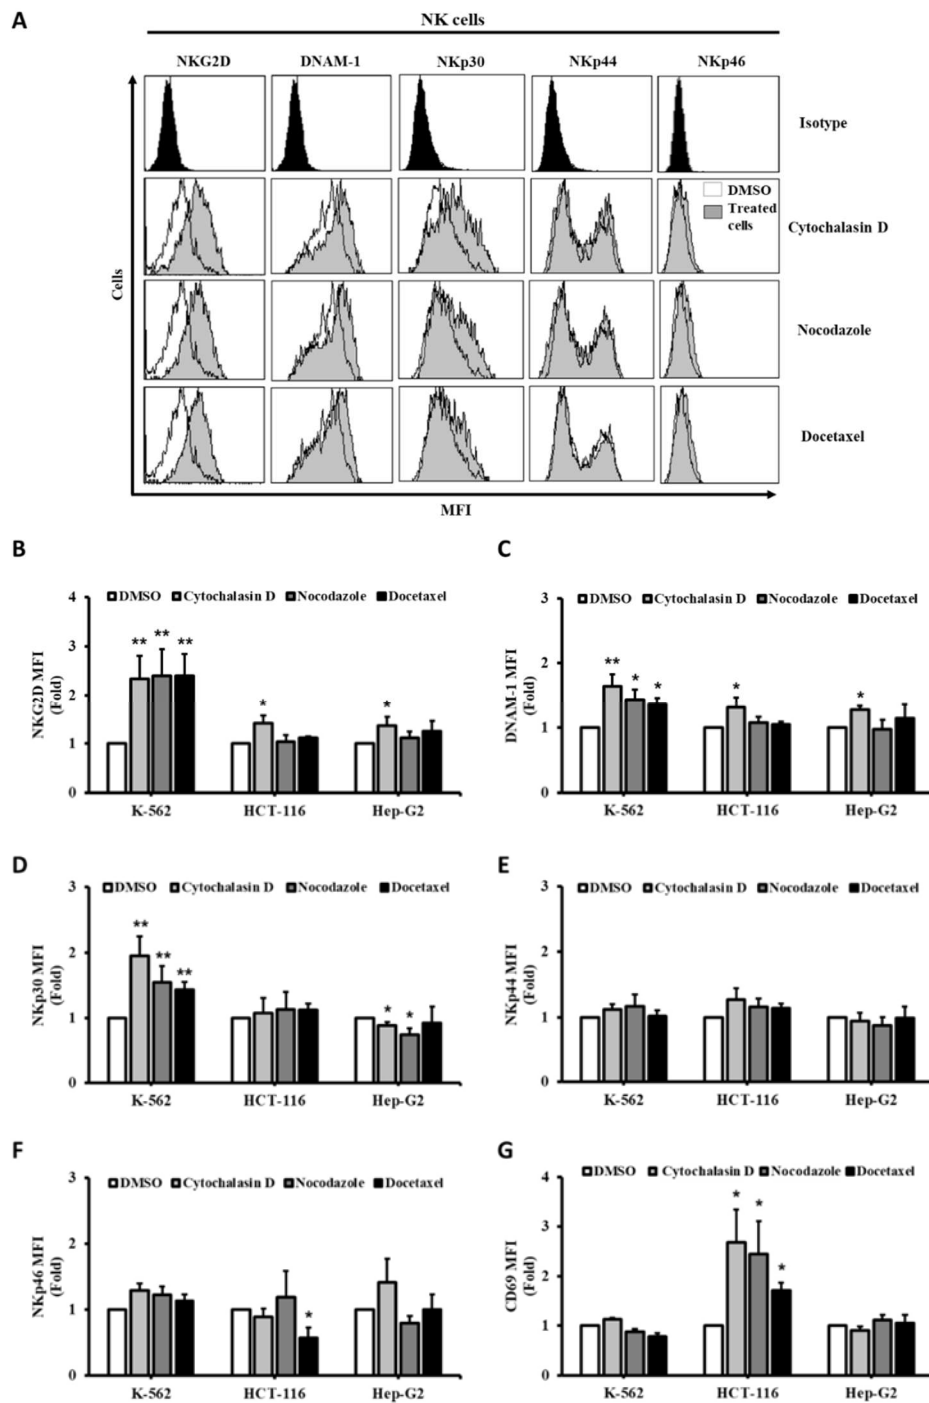 A
NK cells
NKG2D DNAM-1 NKp30 NKp44 NKp46
Isotype
DMSO
Treated
cells
Cytochalasin D
Cells
Nocodazole
Docetaxel
MFI
B
DMSO Cytochalasin D Nocodazole Docetaxel
4
3
2
1
0
NKG2D MFI
(Fold)
** ** **
*
*
K-562 HCT-116 Hep-G2
C
DMSO Cytochalasin D Nocodazole Docetaxel
3
2
1
0
DNAM-1 MFI
(Fold)
** * *
*
*
K-562 HCT-116 Hep-G2
D
DMSO Cytochalasin D Nocodazole Docetaxel
3
2
1
0
NKp30 MFI
(Fold)
** ** **
* *
K-562 HCT-116 Hep-G2
E
DMSO Cytochalasin D Nocodazole Docetaxel
3
2
1
0
NKp44 MFI
(Fold)
K-562 HCT-116 Hep-G2
F
DMSO Cytochalasin D Nocodazole Docetaxel
3
2
1
0
NKp46 MFI
(Fold)
*
K-562 HCT-116 Hep-G2
G
DMSO Cytochalasin D Nocodazole Docetaxel
4
3
2
1
0
CD69 MFI
(Fold)
* * *
K-562 HCT-116 Hep-G2